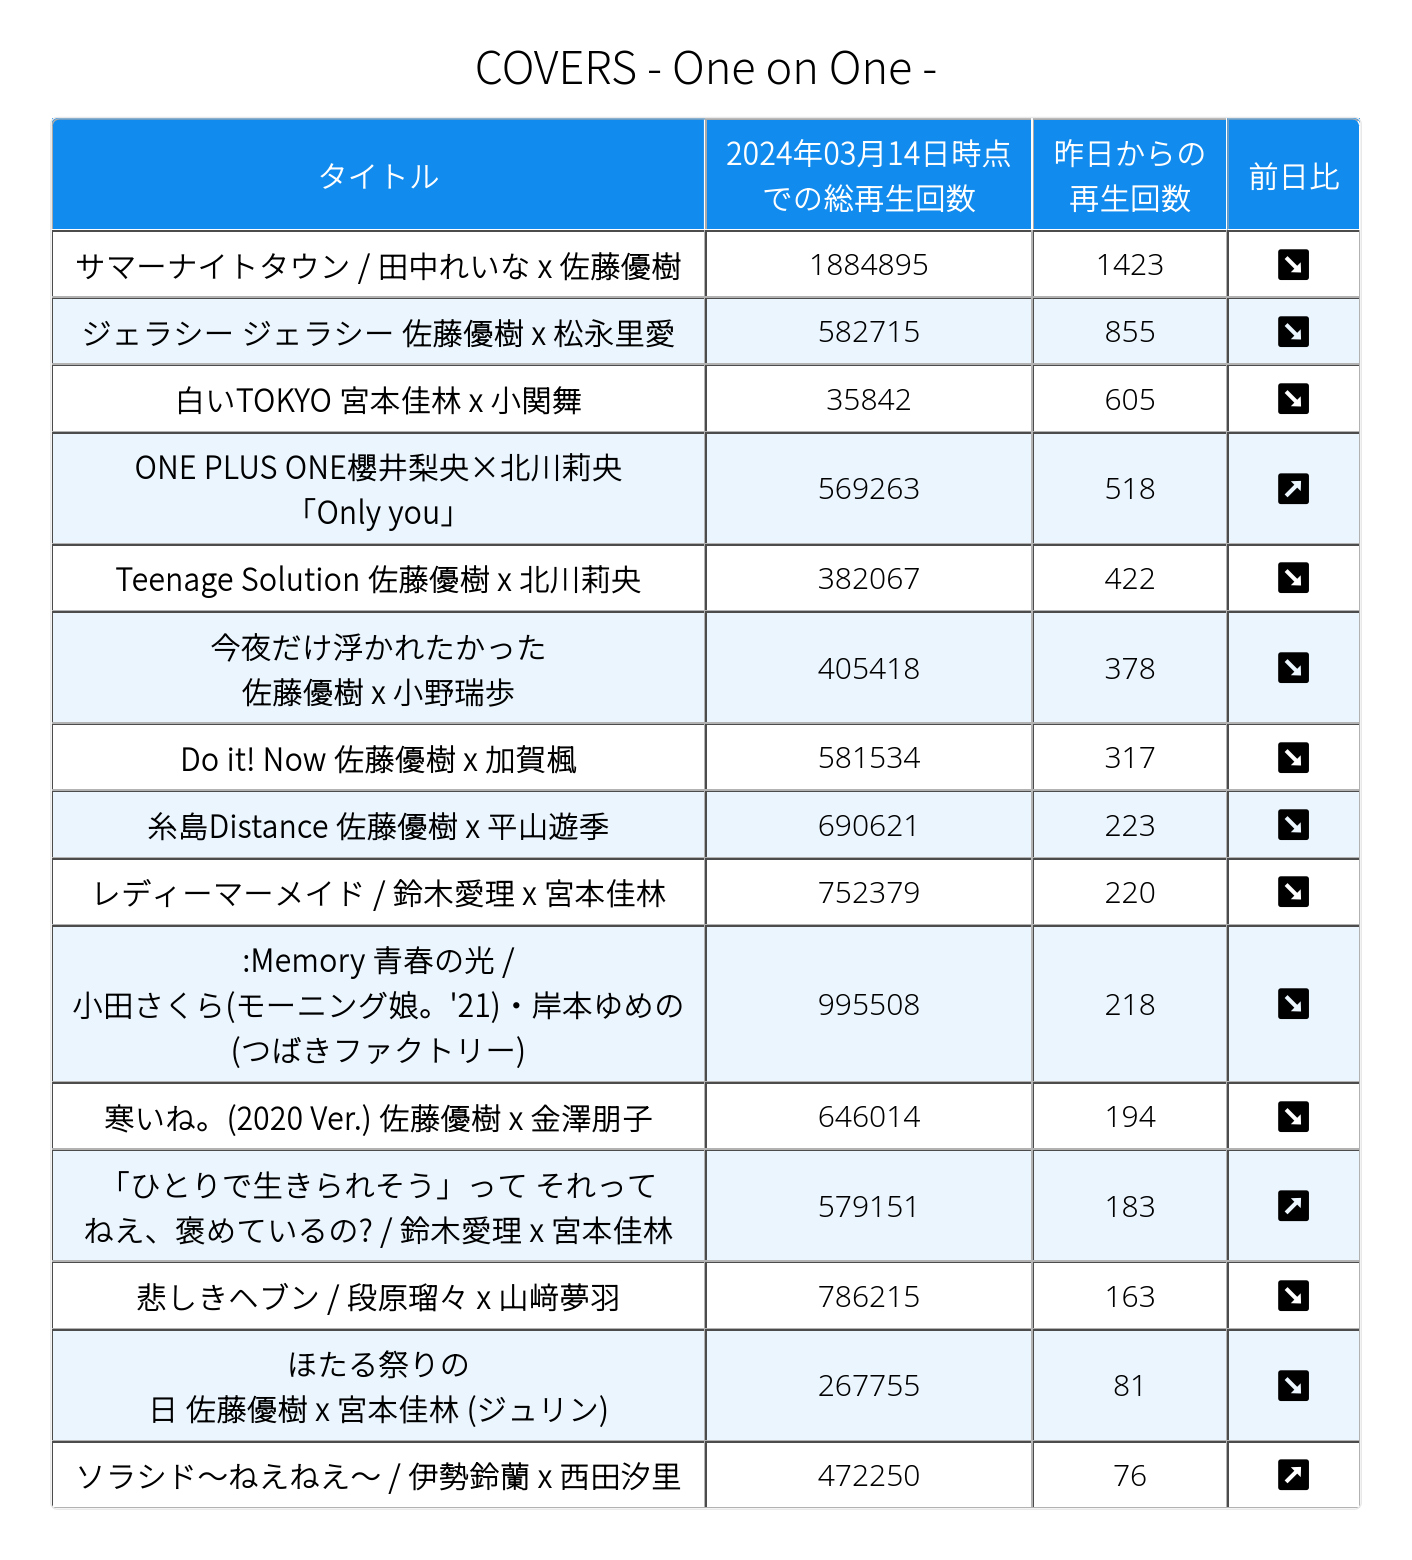 COVERS - One on One -
タイトル
2024年03月14日時点
での総再生回数
昨日からの
再生回数
前日比
サマーナイトタウン / 田中れいな x 佐藤優樹
1884895
1423
ジェラシー ジェラシー 佐藤優樹 x 松永里愛
582715
855
白いTOKYO 宮本佳林 x 小関舞
35842
605
ONE PLUS ONE櫻井梨央×北川莉央
「Only you」
569263
518
Teenage Solution 佐藤優樹 x 北川莉央
382067
422
今夜だけ浮かれたかった
佐藤優樹 x 小野瑞歩
405418
378
Do it! Now 佐藤優樹 x 加賀楓
581534
317
糸島Distance 佐藤優樹 x 平山遊季
690621
223
レディーマーメイド / 鈴木愛理 x 宮本佳林
752379
220
:Memory 青春の光 /
小田さくら(モーニング娘。'21)・岸本ゆめの
(つばきファクトリー)
995508
218
寒いね。(2020 Ver.) 佐藤優樹 x 金澤朋子
646014
194
「ひとりで生きられそう」って それって
ねえ、褒めているの? / 鈴木愛理 x 宮本佳林
579151
183
悲しきヘブン / 段原瑠々 x 山﨑夢羽
786215
163
ほたる祭りの
日 佐藤優樹 x 宮本佳林 (ジュリン)
267755
81
ソラシド〜ねえねえ〜 / 伊勢鈴蘭 x 西田汐里
472250
76